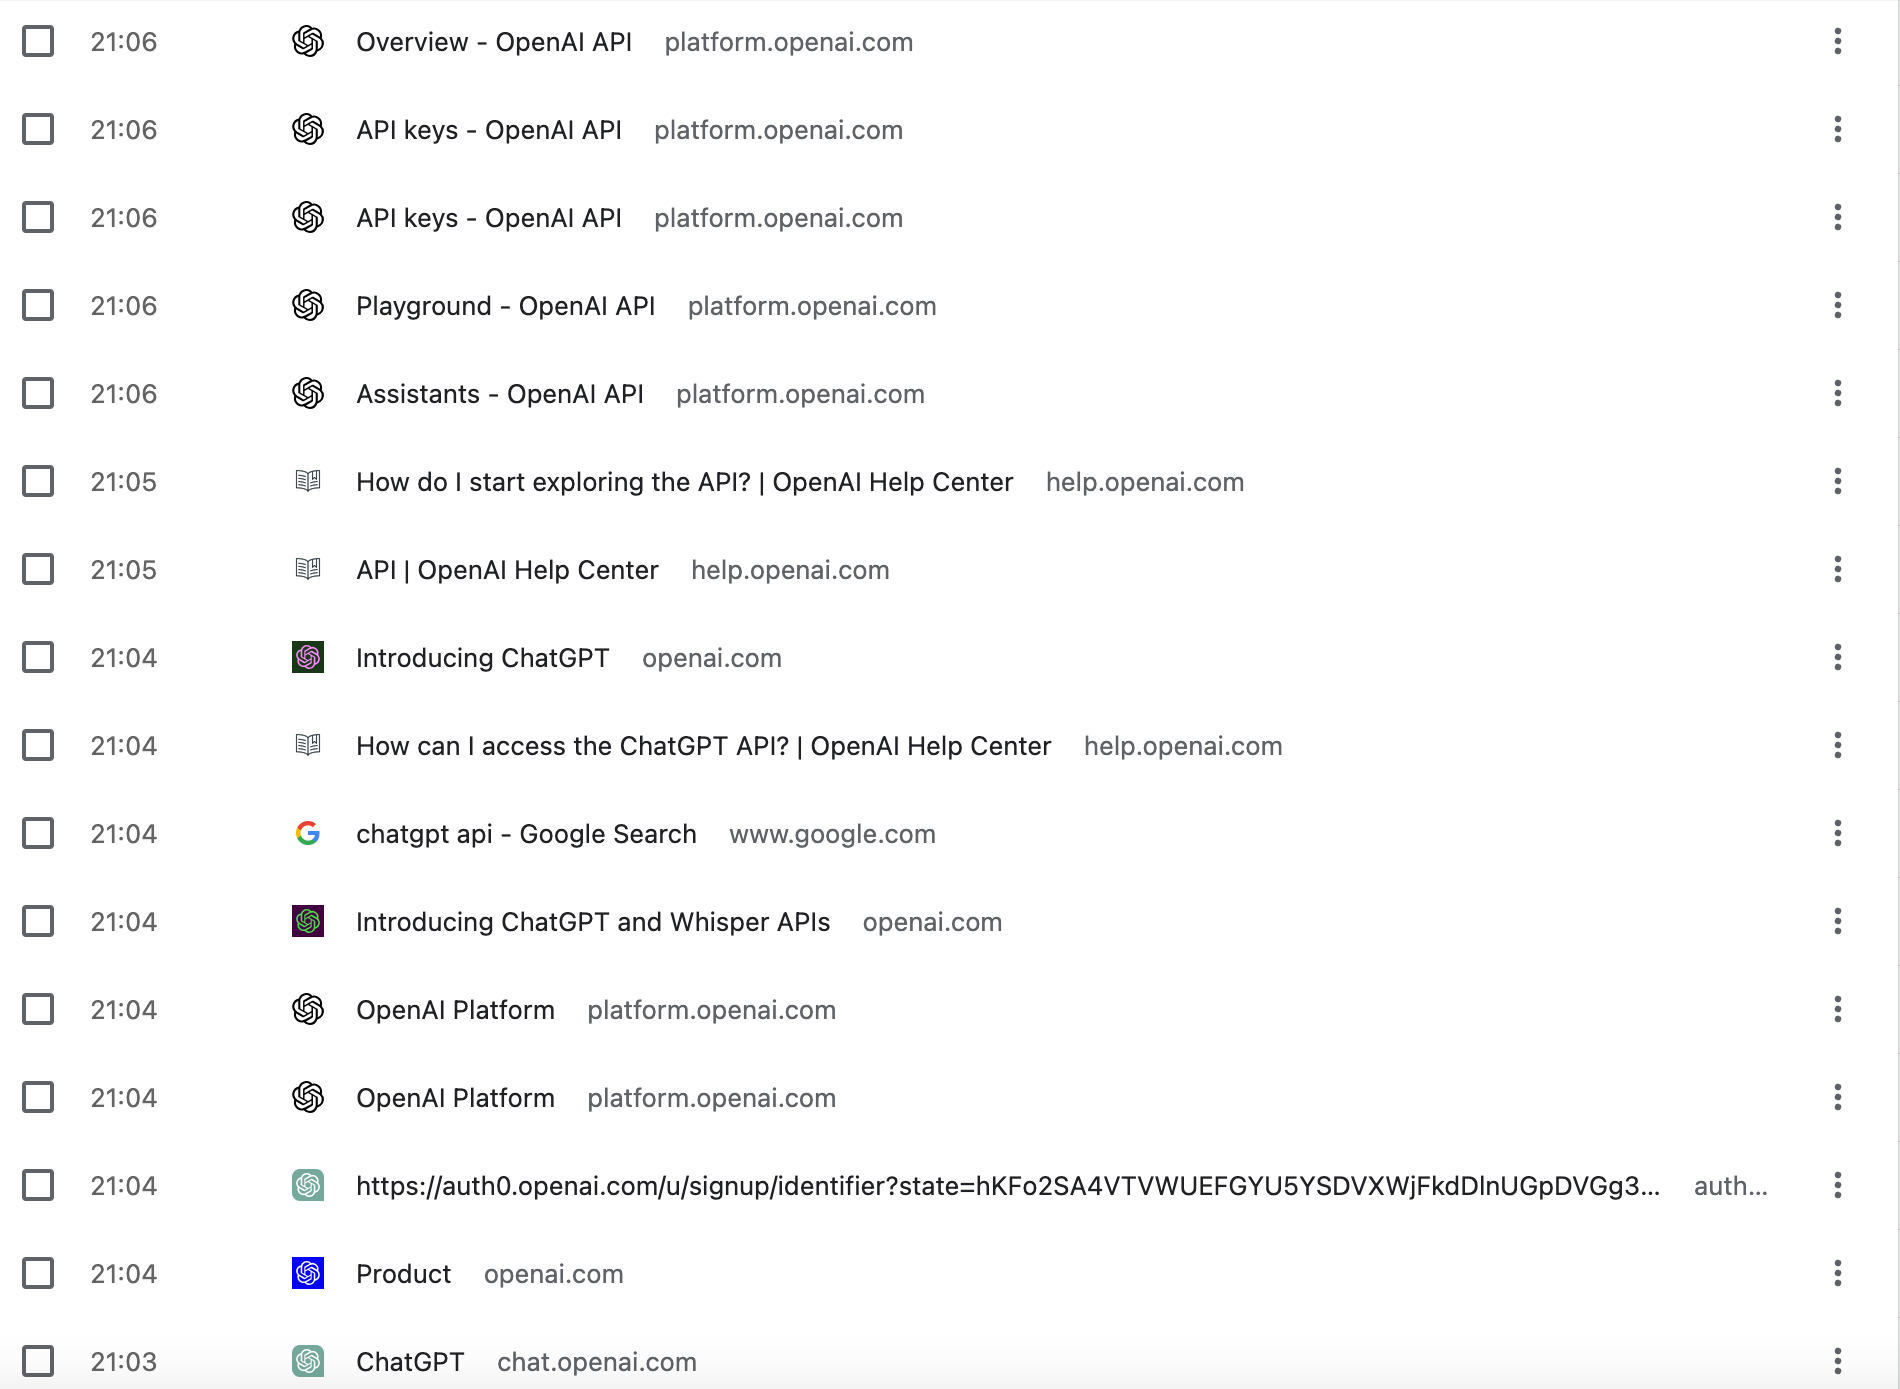 21:06 Overview - OpenAI API platform.openai.com
21:06 API keys - OpenAI API platform.openai.com
21:06 API keys - OpenAI API platform.openai.com
21:06 Playground - OpenAI API platform.openai.com
21:06 Assistants - OpenAI API platform.openai.com
21:05 How do I start exploring the API? | OpenAI Help Center help.openai.com
21:05 API | OpenAI Help Center help.openai.com
21:04 Introducing ChatGPT openai.com
21:04 How can I access the ChatGPT API? | OpenAI Help Center help.openai.com
21:04 chatgpt api - Google Search www.google.com
21:04 Introducing ChatGPT and Whisper APIs openai.com
21:04 OpenAI Platform platform.openai.com
21:04 OpenAI Platform platform.openai.com
21:04 https://auth0.openai.com/u/signup/identifier?state=hKFo2SA4VTVWUEFGYU5YSDVXWjFkdDlnUGpDVGg3... auth...
21:04 Product openai.com
21:03 ChatGPT chat.openai.com